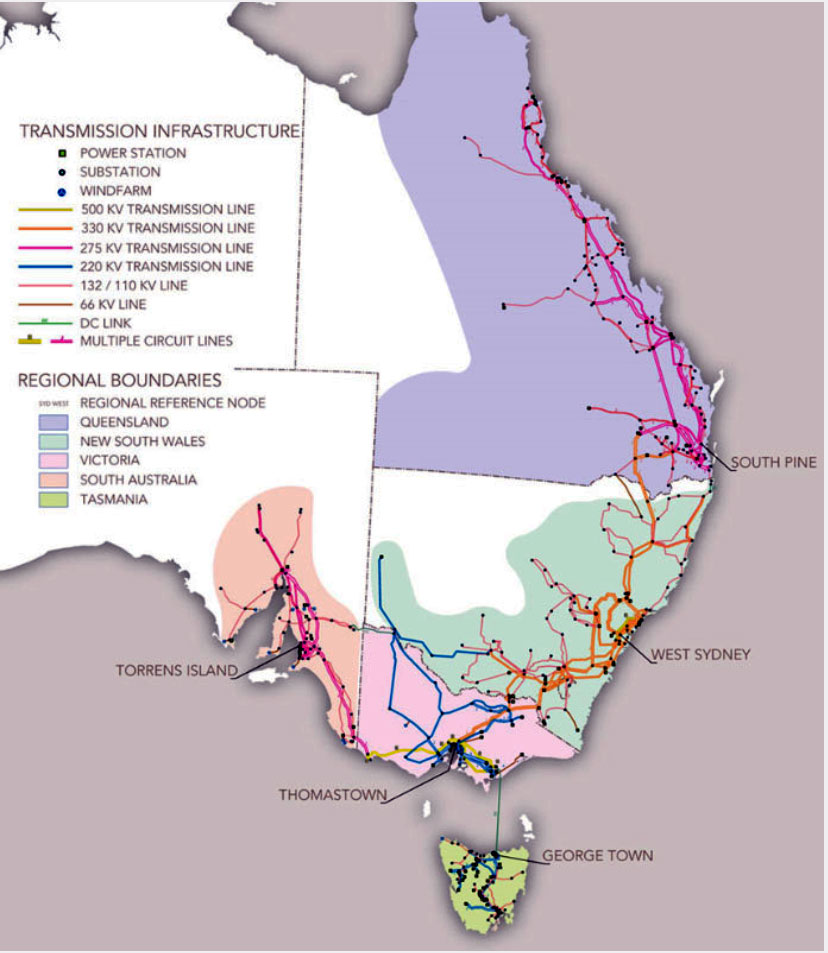 TRANSMISSION INFRASTRUCTURE
POWER STATION
SUBSTATION
WINDFARM
500 KV TRANSMISSION LINE
330 KV TRANSMISSION LINE
275 KV TRANSMISSION LINE
220 KV TRANSMISSION LINE
132 / 110 KV LINE
66 KV LINE
DC LINK
MULTIPLE CIRCUIT LINES
REGIONAL BOUNDARIES
SYD WEST REGIONAL REFERENCE NODE
QUEENSLAND
NEW SOUTH WALES
VICTORIA
SOUTH AUSTRALIA
TASMANIA
SOUTH PINE
WEST SYDNEY
TORRENS ISLAND
THOMASTOWN
GEORGE TOWN